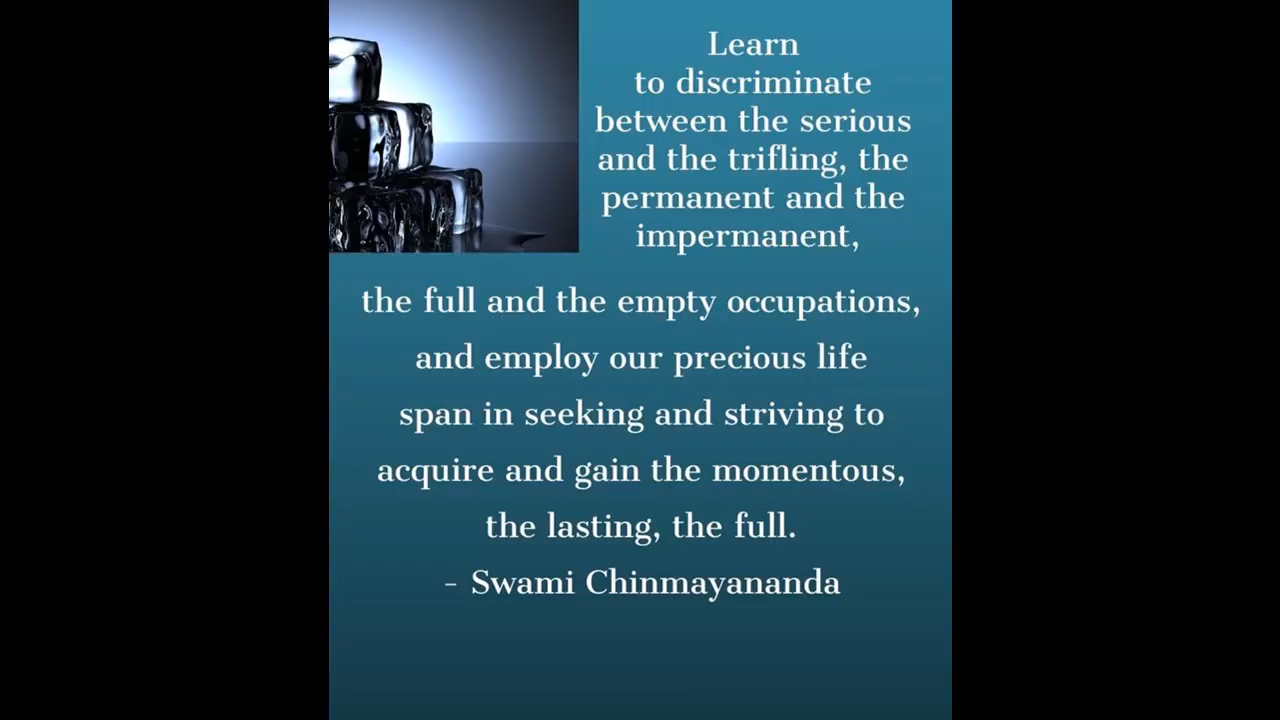 Learn
to discriminate
between the serious
and the trifling, the
permanent and the
impermanent,
the full and the empty occupations,
and employ our precious life
span in seeking and striving to
acquire and gain the momentous,
the lasting, the full.
- Swami Chinmayananda